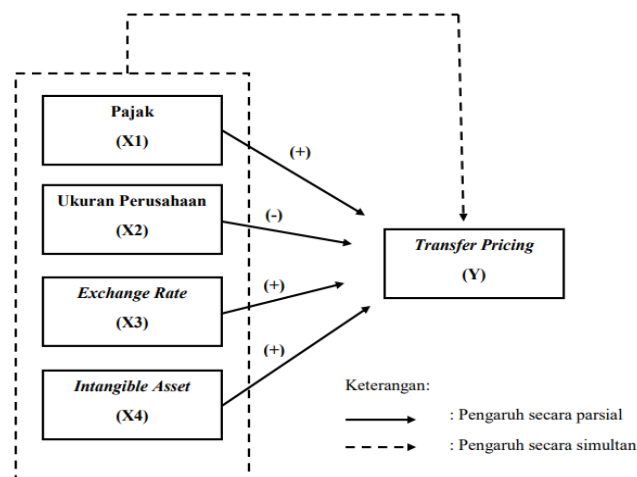 Pajak
(X1)
(+)
Ukuran Perusahaan
(X2)
(-)
Transfer Pricing
(Y)
Exchange Rate
(X3)
(+)
Intangible Asset
(X4)
(+)
Keterangan:
: Pengaruh secara parsial
: Pengaruh secara simultan